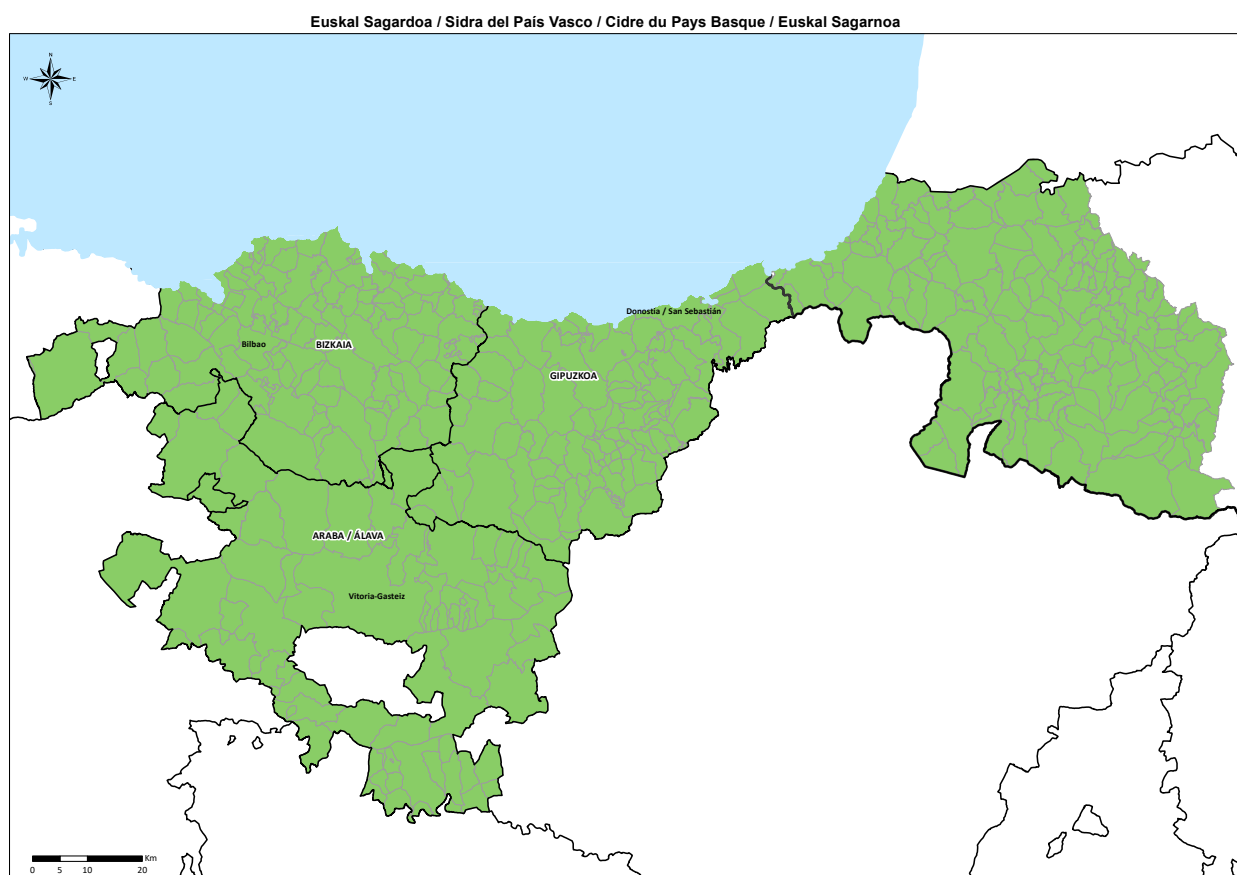 Euskal Sagardoa / Sidra del País Vasco / Cidre du Pays Basque / Euskal Sagarnoa
N
W E
S
Donostia / San Sebastián
Bilbao
BIZKAIA
GIPUZKOA
ARABA / ÁLAVA
Vitoria-Gasteiz
Km
0 5 10 20